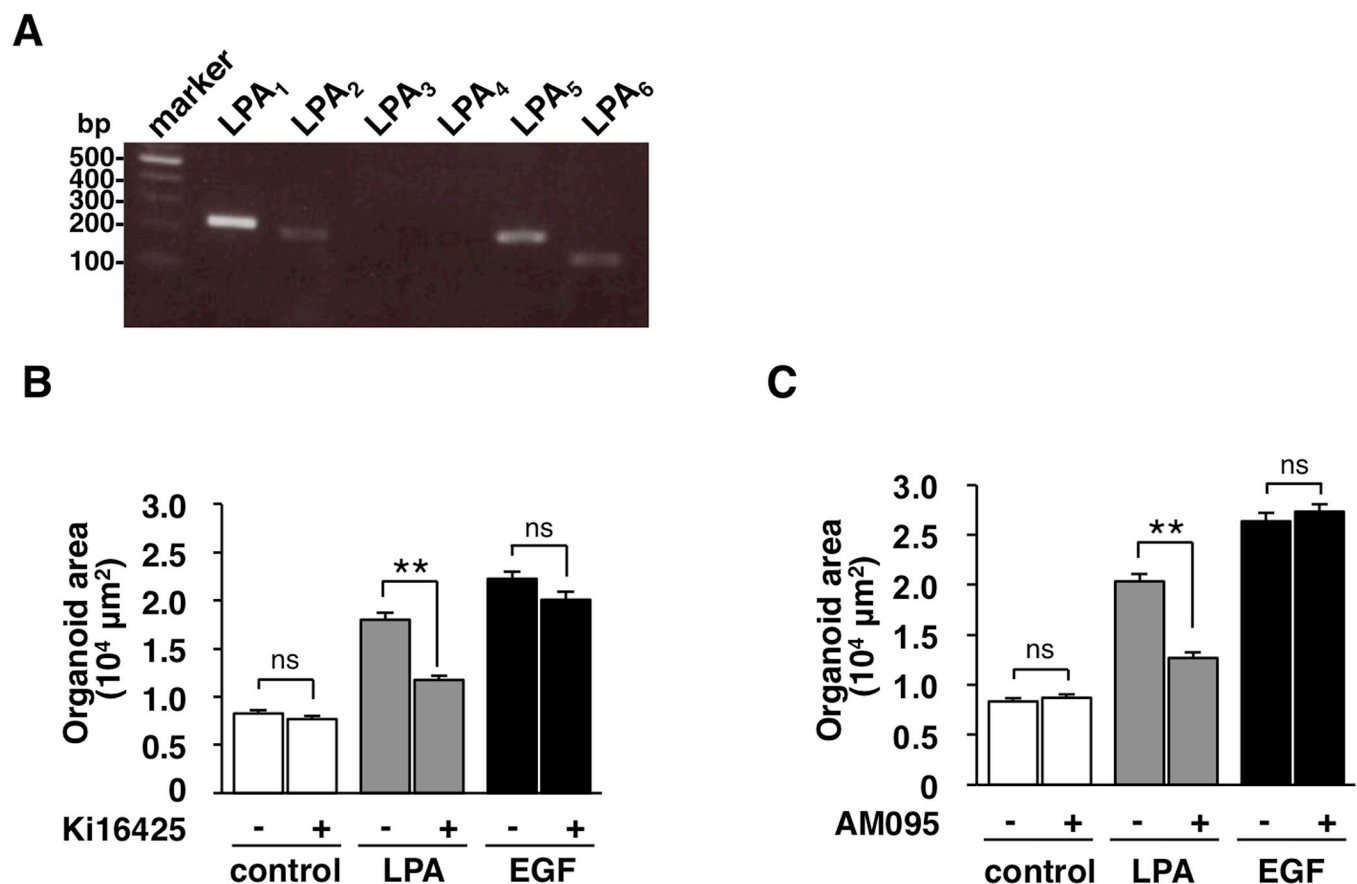 A
bp marker LPA₁ LPA₂ LPA₃ LPA₄ LPA₅ LPA₆
500-
400-
300-
200-
100-
B
Organoid area
(10⁴ µm²)
3.0
2.5
2.0
1.5
1.0
0.5
0
ns
**
ns
Ki16425 - + - + - +
control LPA EGF
C
Organoid area
(10⁴ µm²)
3.0
2.5
2.0
1.5
1.0
0.5
0
ns
**
ns
AM095 - + - + - +
control LPA EGF